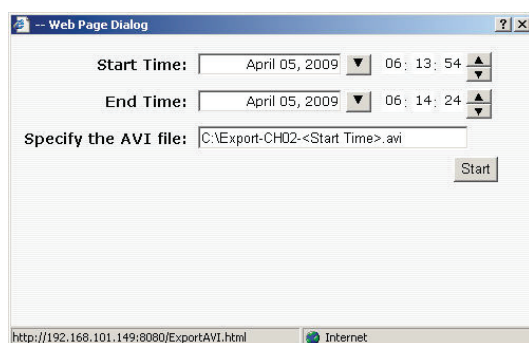 -- Web Page Dialog
Start Time: April 05, 2009 06: 13: 54
End Time: April 05, 2009 06: 14: 24
Specify the AVI file: C:\Export-CH02-<Start Time>.avi
Start
http://192.168.101.149:8080/ExportAVI.html Internet